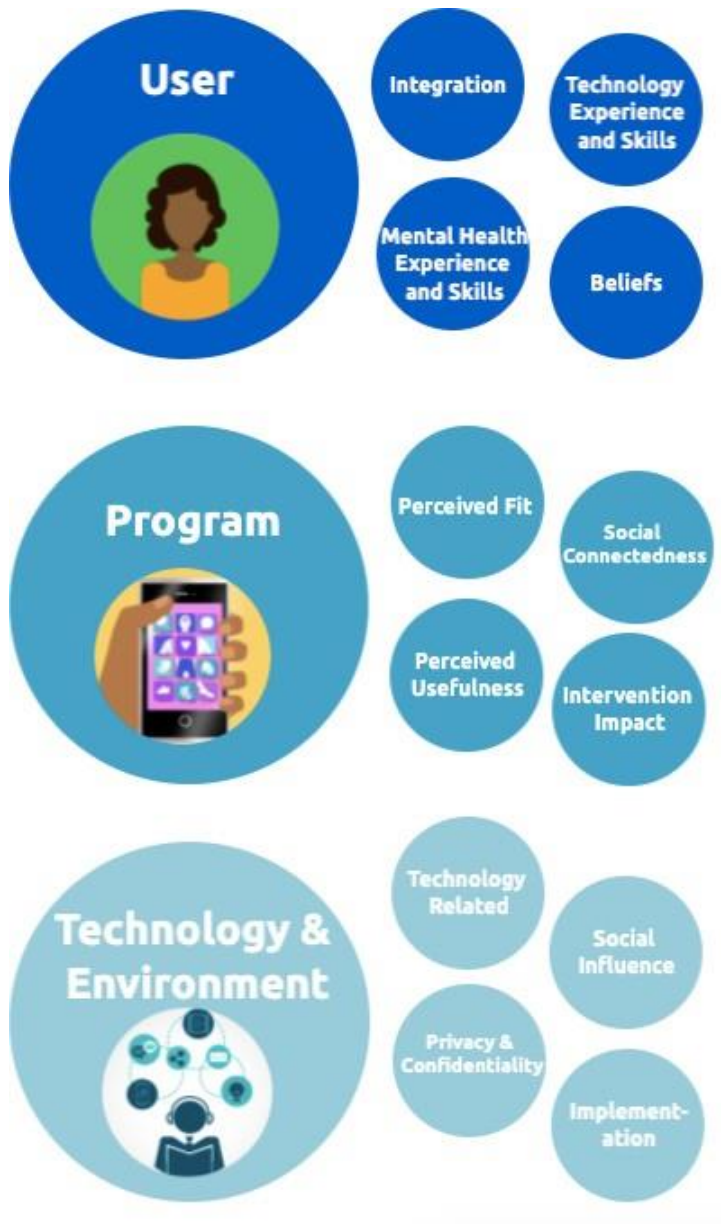 User
Integration
Technology
Experience
and Skills
Mental Health
Experience
and Skills
Beliefs
Program
Perceived Fit
Social
Connectedness
Perceived
Usefulness
Intervention
Impact
Technology &
Environment
Technology
Related
Social
Influence
Privacy &
Confidentiality
Implement-
ation